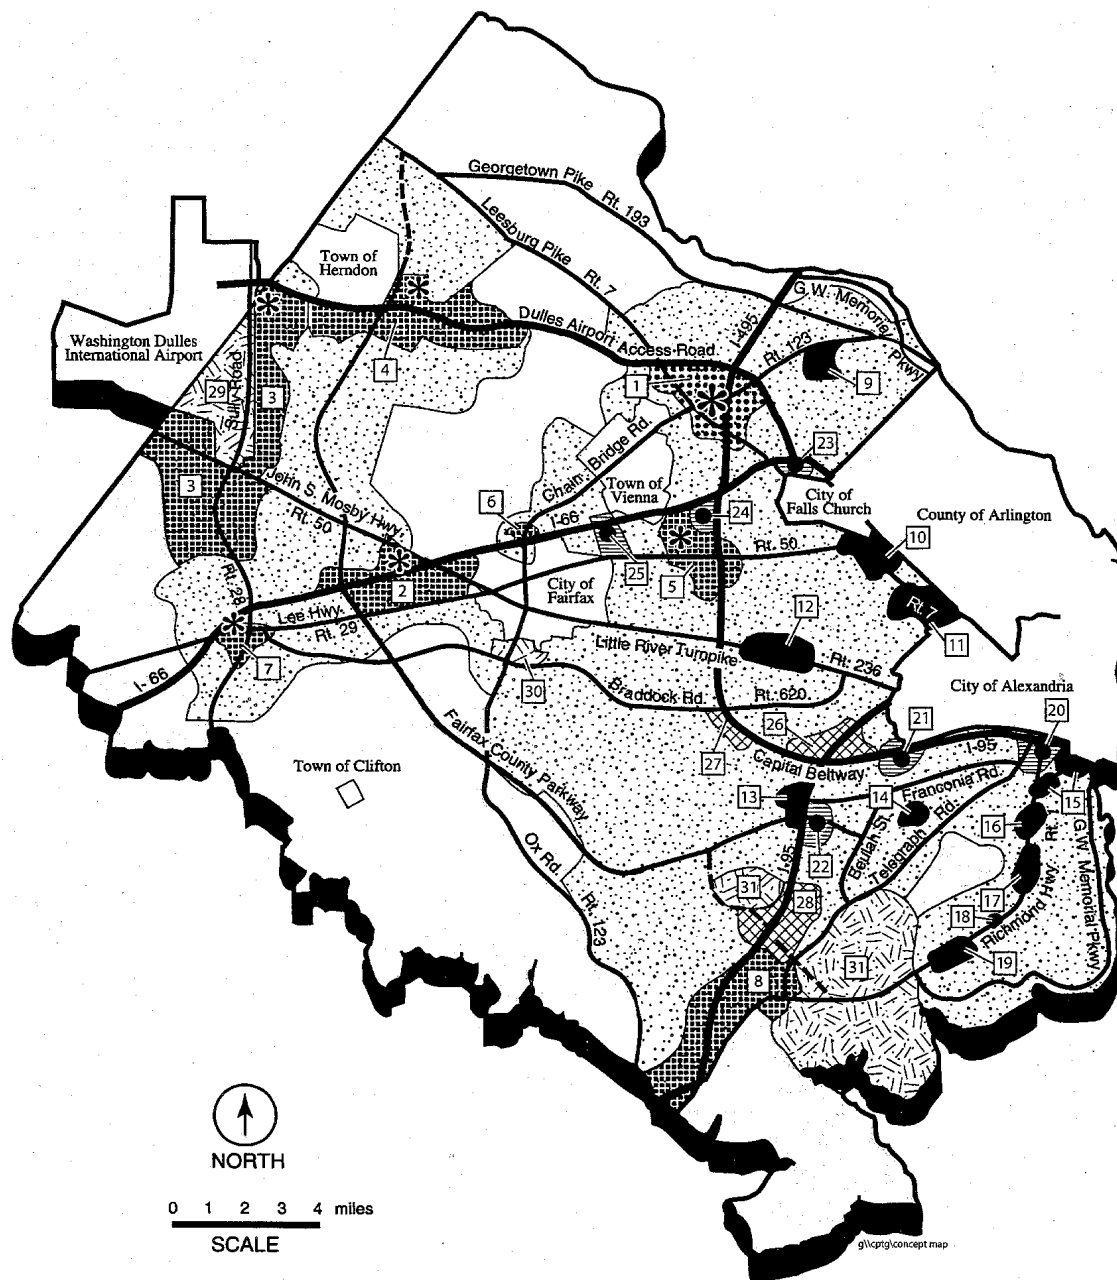 Georgetown Pike Rt. 193
Leesburg Pike Rt. 7
Town of
Herndon
G.W. Memorial
Pkwy.
Washington Dulles
International Airport
Dulles Airport Access Road
I-495
Rt. 123
Sully Road
29
3
4
1
9
Chain Bridge Rd.
23
3
John S. Mosby Hwy.
Rt. 50
6
Town of
Vienna
I-66
24
City of
Falls Church
County of Arlington
10
Rt. 50
25
5
Rt. 28
2
City of
Fairfax
12
Rt. 7
11
Lee Hwy.
Rt. 29
7
Little River Turnpike
Rt. 236
I-66
30
Braddock Rd.
Rt. 620
City of Alexandria
Fairfax County Parkway
26
27
21
20
Capital Beltway
I-95
Town of Clifton
13
14
Franconia Rd.
15
16
Rt. 1
Beulah St.
Telegraph Rd.
G.W. Memorial Pkwy.
22
I-95
Ox Rd.
Rt. 123
31
28
17
18
Richmond Hwy
19
8
31
NORTH
0 1 2 3 4 miles
SCALE
g\\cptg\concept map